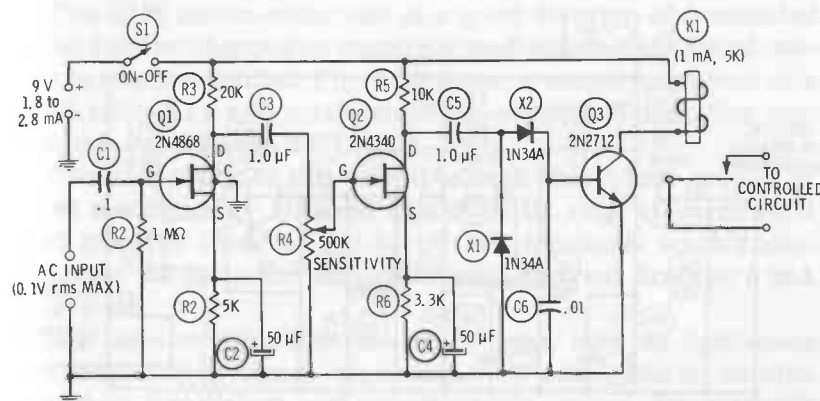 S1
ON-OFF
9 V
1.8 to
2.8 mA
+
-
R3
20K
Q1
2N4868
C3
1.0 µF
R5
10K
Q2
2N4340
C5
1.0 µF
X2
1N34A
Q3
2N2712
K1
(1 mA, 5K)
C1
.1
G
D
C
S
G
D
S
R2
1 MΩ
AC INPUT
(0.1V rms MAX)
R4
500K
SENSITIVITY
X1
1N34A
TO
CONTROLLED
CIRCUIT
R2
5K
C2
+
50 µF
R6
3.3K
C4
+
50 µF
C6
.01